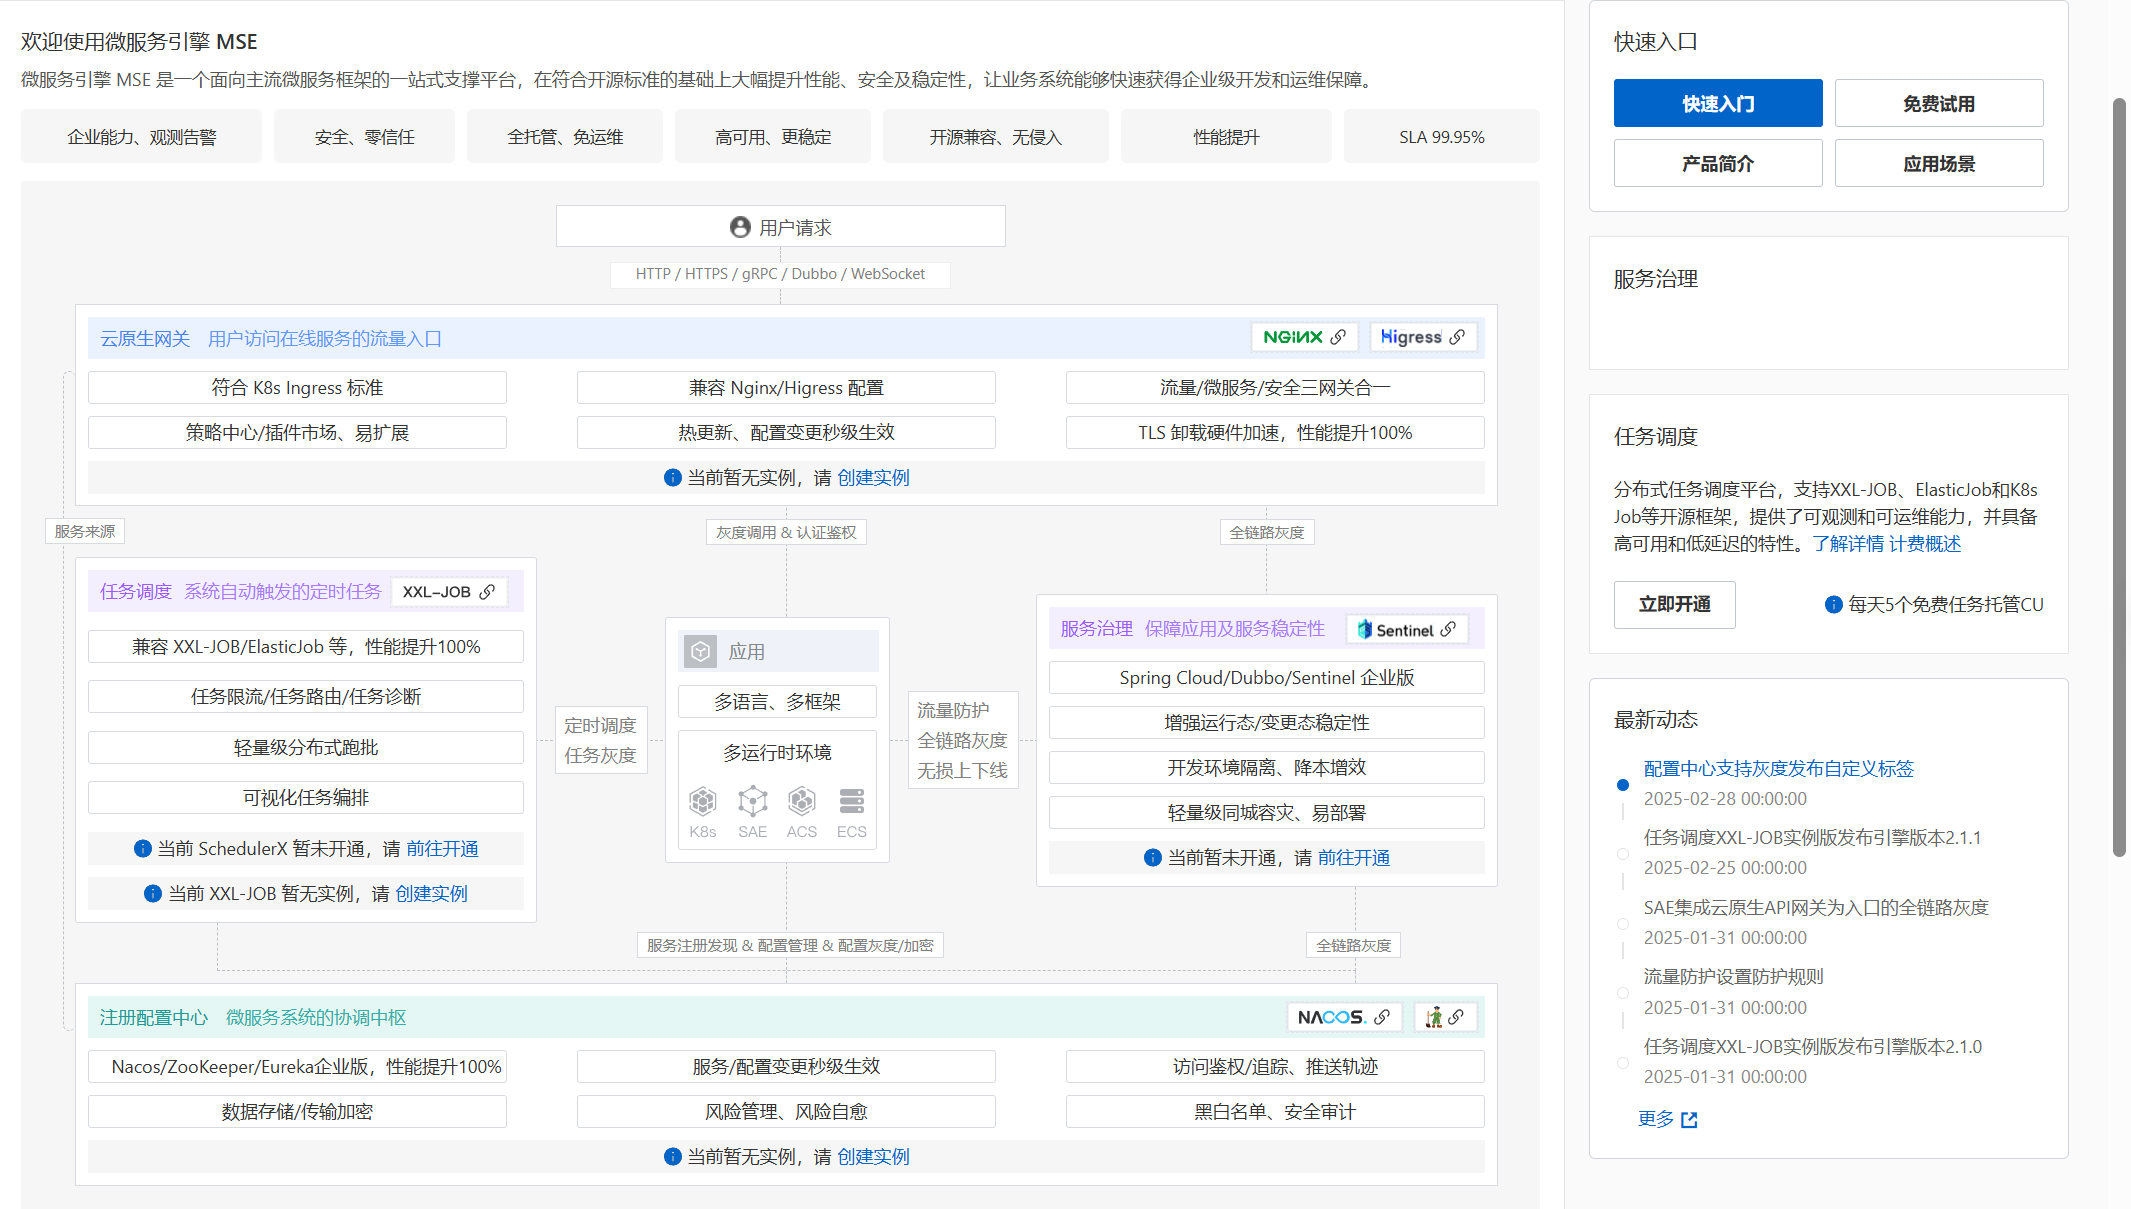 欢迎使用微服务引擎 MSE
微服务引擎 MSE 是一个面向主流微服务框架的一站式支撑平台，在符合开源标准的基础上大幅提升性能、安全及稳定性，让业务系统能够快速获得企业级开发和运维保障。
企业能力、观测告警
安全、零信任
全托管、免运维
高可用、更稳定
开源兼容、无侵入
性能提升
SLA 99.95%
用户请求
HTTP / HTTPS / gRPC / Dubbo / WebSocket
云原生网关 用户访问在线服务的流量入口
NGINX
Higress
符合 K8s Ingress 标准
兼容 Nginx/Higress 配置
流量/微服务/安全三网关合一
策略中心/插件市场、易扩展
热更新、配置变更秒级生效
TLS 卸载硬件加速，性能提升100%
当前暂无实例，请 创建实例
服务来源
灰度调用 & 认证鉴权
全链路灰度
任务调度 系统自动触发的定时任务
XXL-JOB
兼容 XXL-JOB/ElasticJob 等，性能提升100%
任务限流/任务路由/任务诊断
轻量级分布式跑批
可视化任务编排
当前 SchedulerX 暂未开通，请 前往开通
当前 XXL-JOB 暂无实例，请 创建实例
定时调度
任务灰度
应用
多语言、多框架
多运行时环境
K8s
SAE
ACS
ECS
流量防护
全链路灰度
无损上下线
服务治理 保障应用及服务稳定性
Sentinel
Spring Cloud/Dubbo/Sentinel 企业版
增强运行态/变更态稳定性
开发环境隔离、降本增效
轻量级同城容灾、易部署
当前暂未开通，请 前往开通
服务注册发现 & 配置管理 & 配置灰度/加密
全链路灰度
注册配置中心 微服务系统的协调中枢
NACOS.
Nacos/ZooKeeper/Eureka企业版，性能提升100%
服务/配置变更秒级生效
访问鉴权/追踪、推送轨迹
数据存储/传输加密
风险管理、风险自愈
黑白名单、安全审计
当前暂无实例，请 创建实例
快速入口
快速入门
免费试用
产品简介
应用场景
服务治理
任务调度
分布式任务调度平台，支持XXL-JOB、ElasticJob和K8s
Job等开源框架，提供了可观测和可运维能力，并具备
高可用和低延迟的特性。了解详情 计费概述
立即开通
每天5个免费任务托管CU
最新动态
配置中心支持灰度发布自定义标签
2025-02-28 00:00:00
任务调度XXL-JOB实例版发布引擎版本2.1.1
2025-02-25 00:00:00
SAE集成云原生API网关为入口的全链路灰度
2025-01-31 00:00:00
流量防护设置防护规则
2025-01-31 00:00:00
任务调度XXL-JOB实例版发布引擎版本2.1.0
2025-01-31 00:00:00
更多